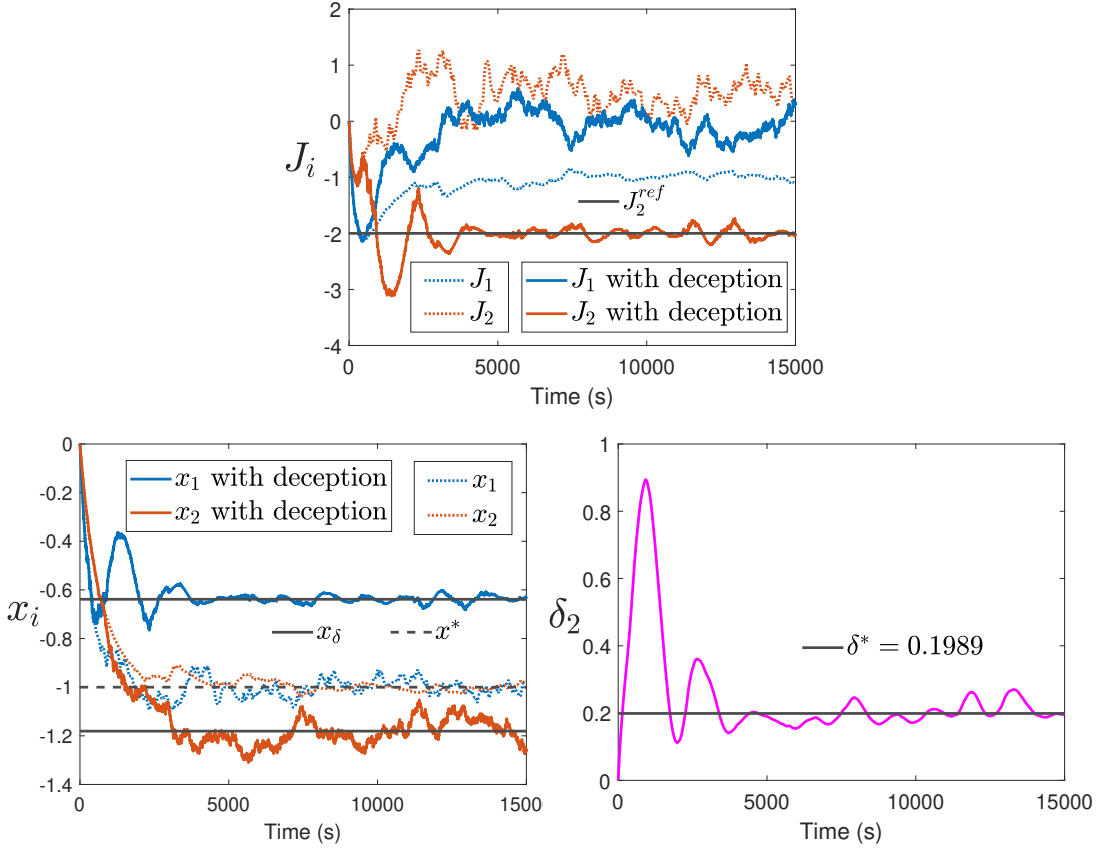 2
1
0
-1
-2
-3
-4
J_i
J_2^{ref}
J_1
J_2
J_1 with deception
J_2 with deception
0 5000 10000 15000
Time (s)
0
-0.2
-0.4
-0.6
-0.8
-1
-1.2
-1.4
x_i
x_1 with deception
x_2 with deception
x_1
x_2
x_δ
x^*
0 5000 10000 15000
Time (s)
1
0.8
0.6
0.4
0.2
0
δ_2
δ^* = 0.1989
0 5000 10000 15000
Time (s)